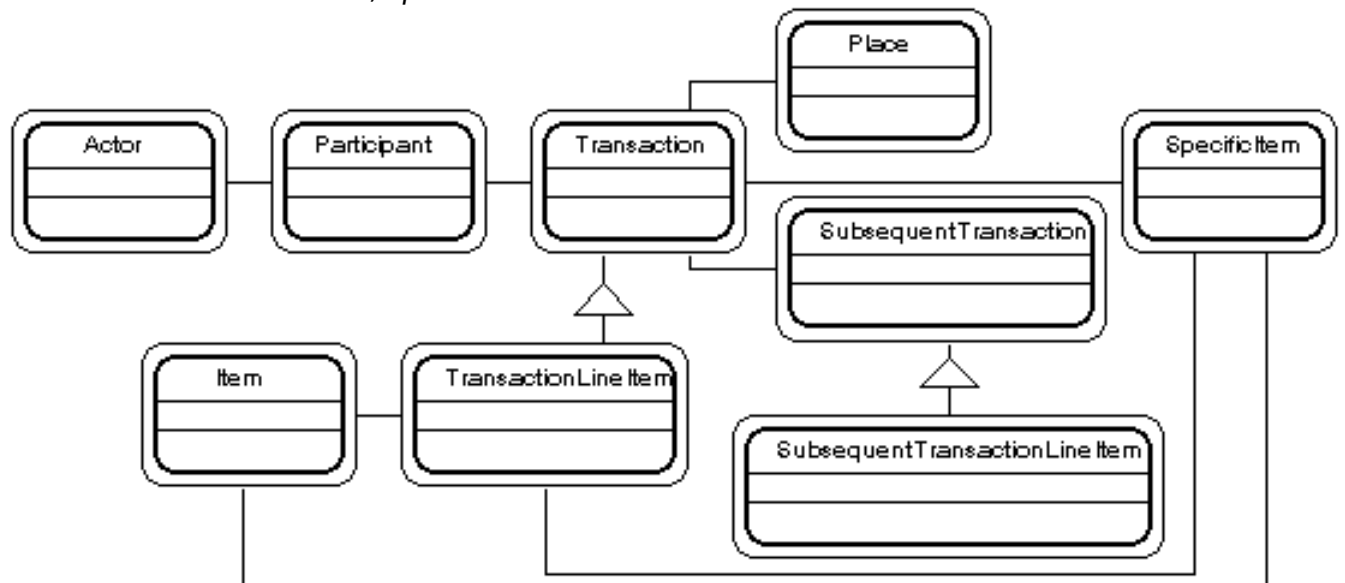 Place
Actor
Participant
Transaction
SpecificItem
SubsequentTransaction
Item
TransactionLineItem
SubsequentTransactionLineItem